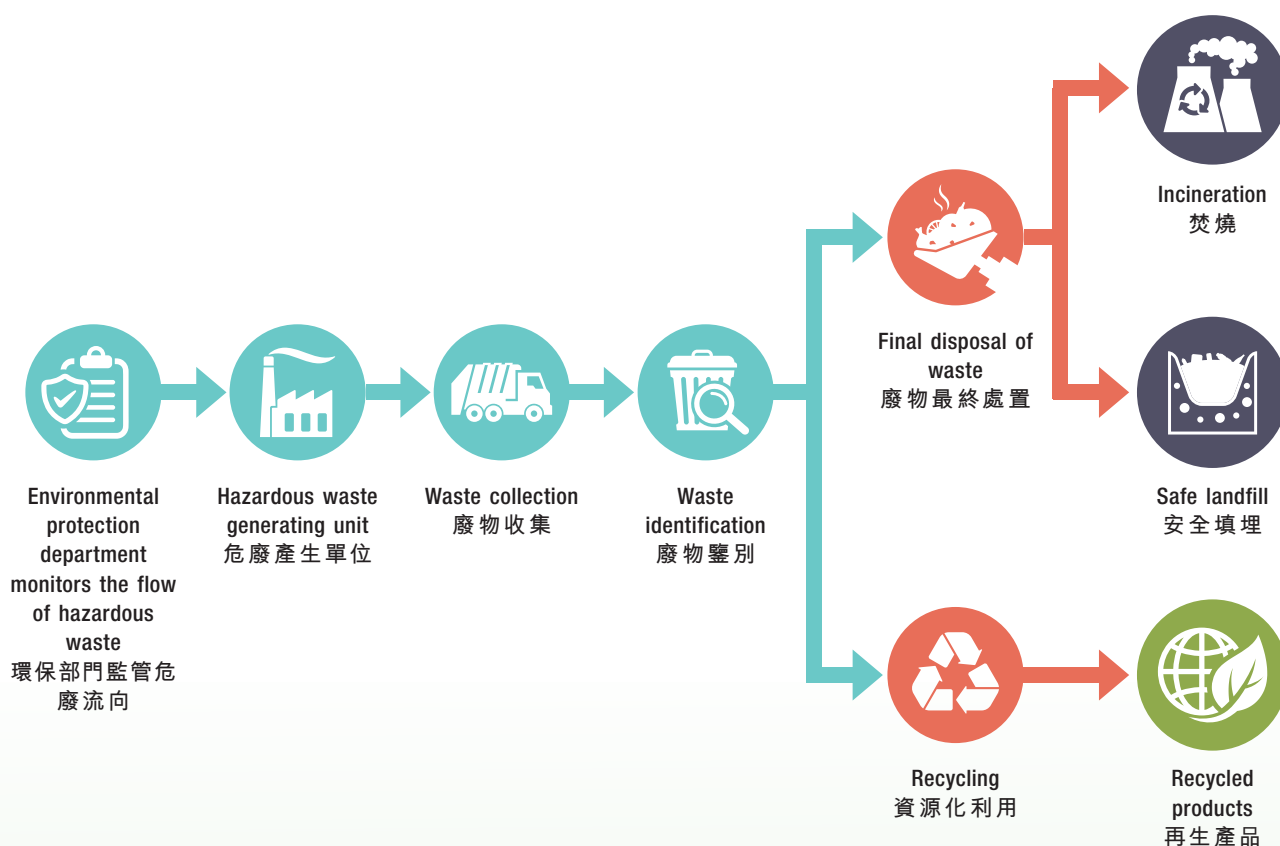 Environmental
protection
department
monitors the flow
of hazardous
waste
環保部門監管危
廢流向
Hazardous waste
generating unit
危廢產生單位
Waste collection
廢物收集
Waste
identification
廢物鑒別
Final disposal of
waste
廢物最終處置
Incineration
焚燒
Safe landfill
安全填埋
Recycling
資源化利用
Recycled
products
再生產品